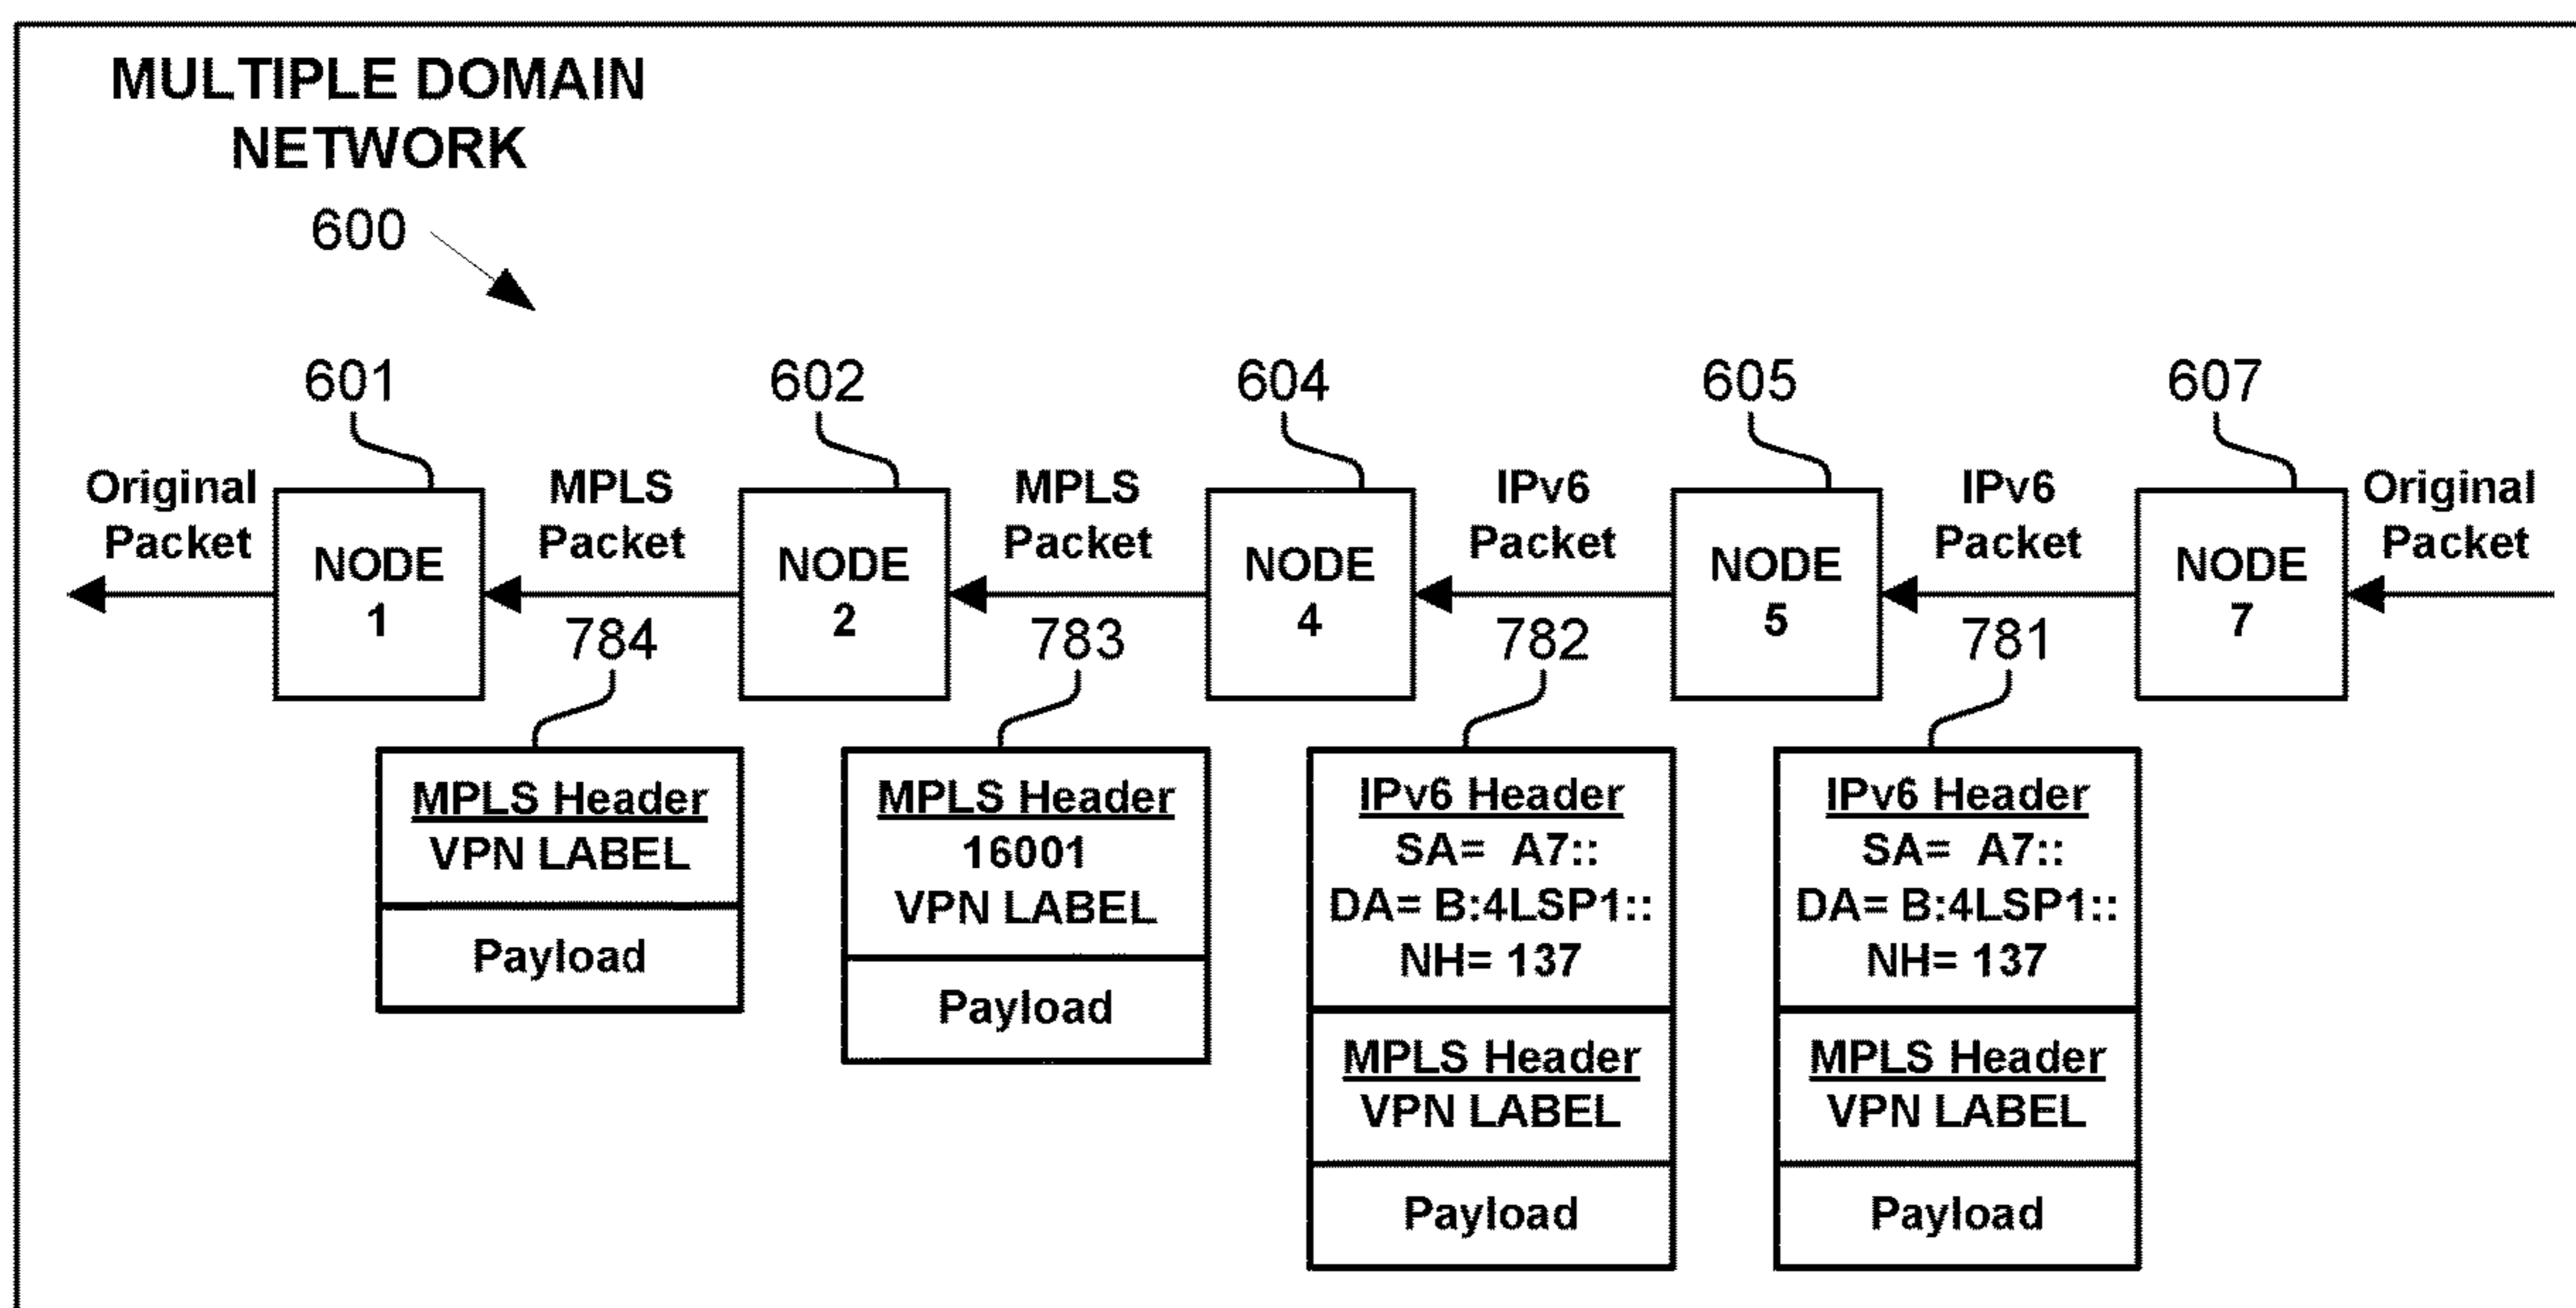 MULTIPLE DOMAIN
NETWORK
600
601
602
604
605
607
Original
Packet
NODE
1
MPLS
Packet
NODE
2
MPLS
Packet
NODE
4
IPv6
Packet
NODE
5
IPv6
Packet
NODE
7
Original
Packet
784
783
782
781
MPLS Header
VPN LABEL
Payload
MPLS Header
16001
VPN LABEL
Payload
IPv6 Header
SA= A7::
DA= B:4LSP1::
NH= 137
MPLS Header
VPN LABEL
Payload
IPv6 Header
SA= A7::
DA= B:4LSP1::
NH= 137
MPLS Header
VPN LABEL
Payload